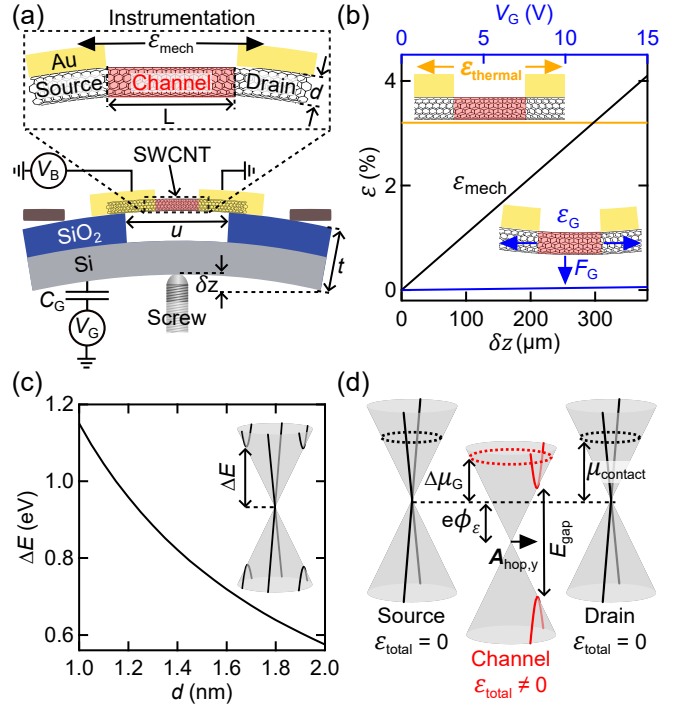 (a) Instrumentation
ε_mech
Au
Source Channel Drain d
L
SWCNT
V_B
SiO₂ u
Si t
δz
C_G
V_G
Screw
(b) V_G (V)
0 5 10 15
ε (%)
4
2
0
ε_thermal
ε_mech
ε_G
F_G
0 100 200 300
δz (μm)
(c)
ΔE (eV)
1.2
1.0
0.8
0.6
ΔE
1.0 1.2 1.4 1.6 1.8 2.0
d (nm)
(d)
Δμ_G
μ_contact
eϕ_ε
A_hop,y
E_gap
Source
ε_total = 0
Channel
ε_total ≠ 0
Drain
ε_total = 0